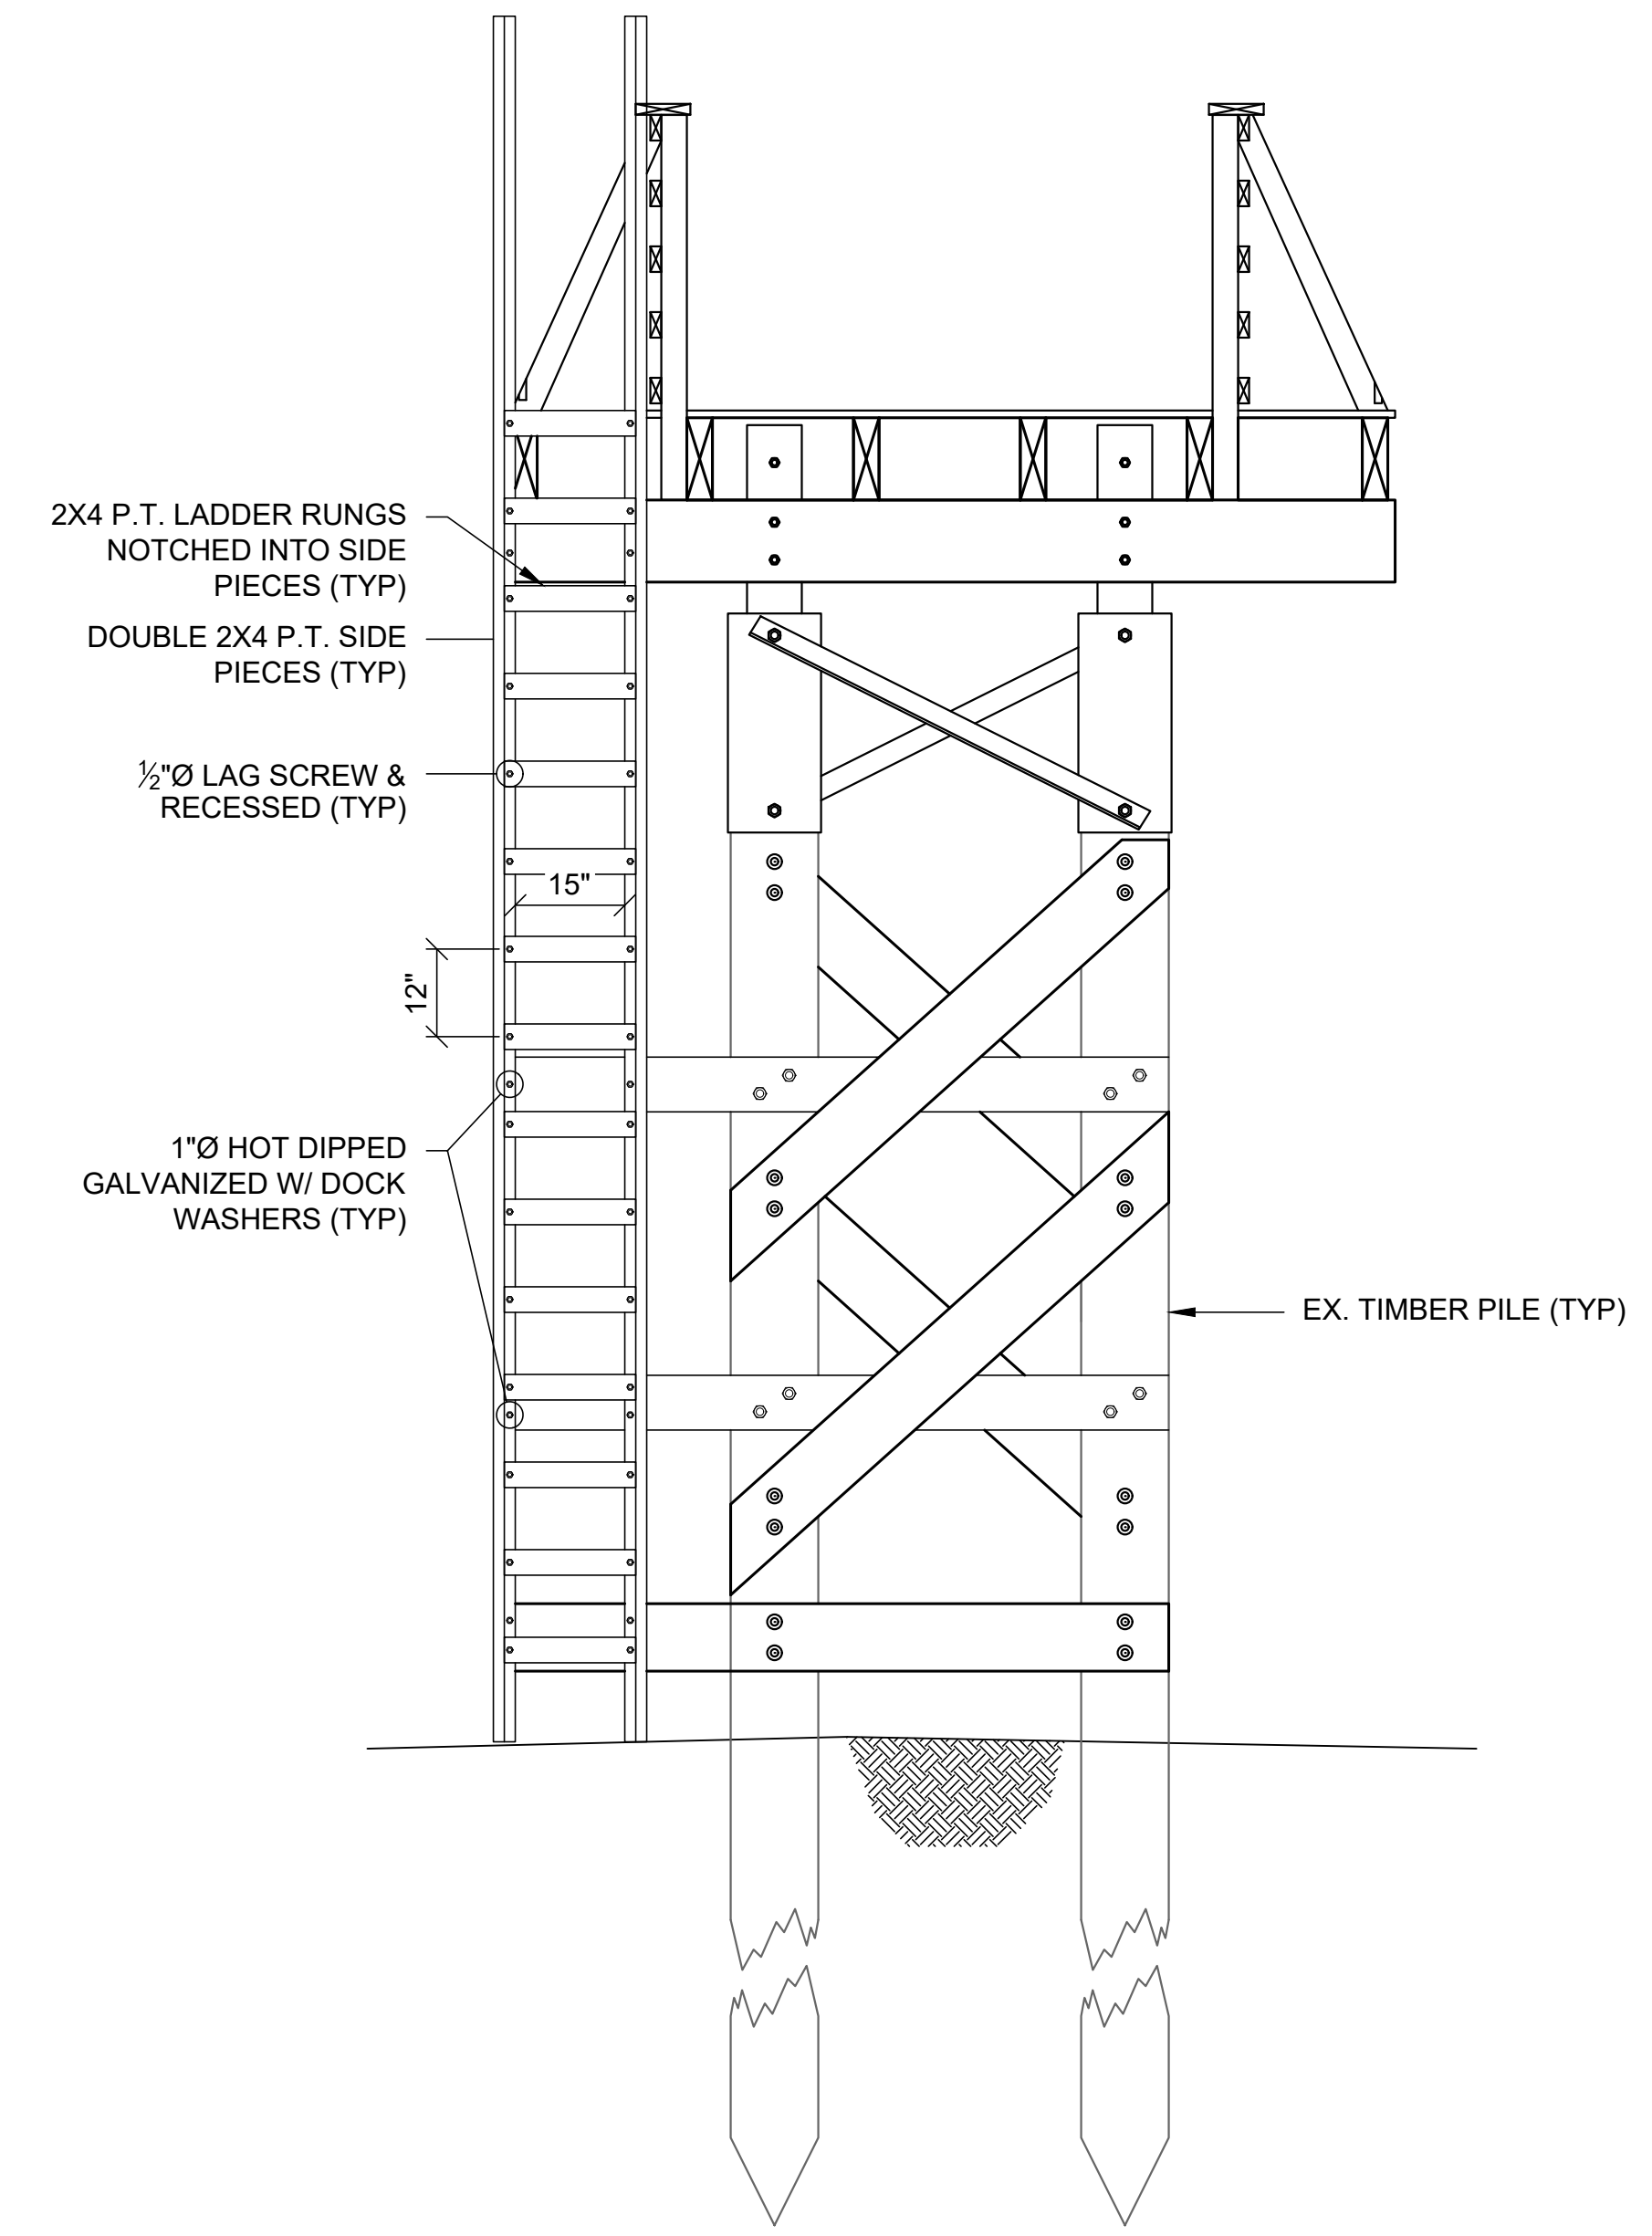 2X4 P.T. LADDER RUNGS
NOTCHED INTO SIDE
PIECES (TYP)
DOUBLE 2X4 P.T. SIDE
PIECES (TYP)
½"Ø LAG SCREW &
RECESSED (TYP)
15"
12"
1"Ø HOT DIPPED
GALVANIZED W/ DOCK
WASHERS (TYP)
EX. TIMBER PILE (TYP)